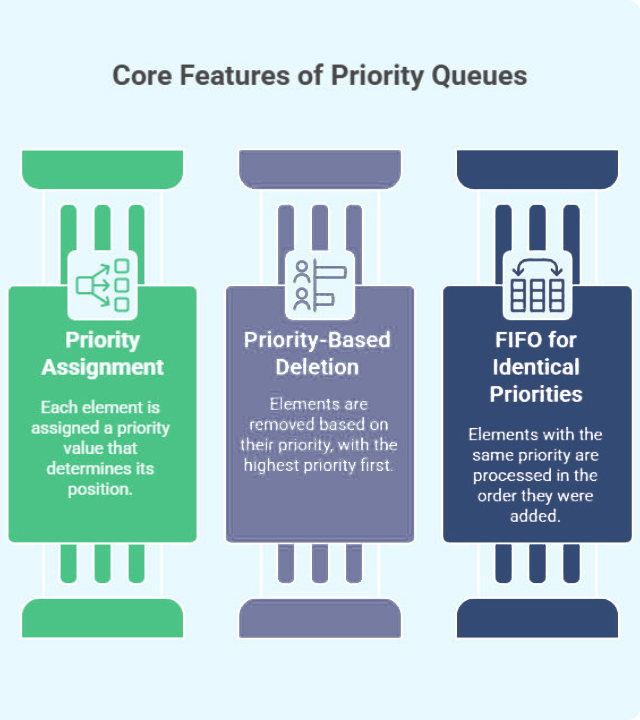 Core Features of Priority Queues
Priority
Assignment
Each element is
assigned a priority
value that
determines its
position.
Priority-Based
Deletion
Elements are
removed based on
their priority, with the
highest priority first.
FIFO for
Identical
Priorities
Elements with the
same priority are
processed in the
order they were
added.